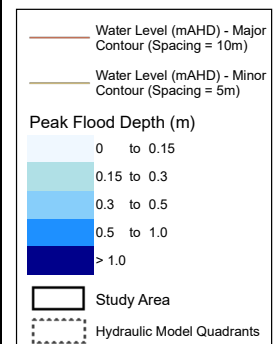 Water Level (mAHD) - Major
Contour (Spacing = 10m)
Water Level (mAHD) - Minor
Contour (Spacing = 5m)
Peak Flood Depth (m)
0 to 0.15
0.15 to 0.3
0.3 to 0.5
0.5 to 1.0
> 1.0
Study Area
Hydraulic Model Quadrants